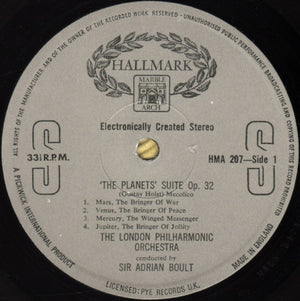 ALL RIGHTS OF THE MANUFACTURER AND OF THE OWNER OF THE RECORDED WORK RESERVED · UNAUTHORISED PUBLIC PERFORMANCE, BROADCASTING AND COPYING OF THIS RECORD PROHIBITED
HALLMARK
MARBLE
ARCH
Electronically Created Stereo
S
S
33⅓ R.P.M.
HMA 207-Side 1
'THE PLANETS' SUITE Op. 32
(Gustav Holst) Mecolico
1. Mars, The Bringer Of War
2. Venus, The Bringer Of Peace
3. Mercury, The Winged Messenger
4. Jupiter, The Bringer Of Jollity
THE LONDON PHILHARMONIC
ORCHESTRA
conducted by
SIR ADRIAN BOULT
A PICKWICK INTERNATIONAL PRODUCT
MADE IN ENGLAND
LICENSED: PYE RECORDS U.K.